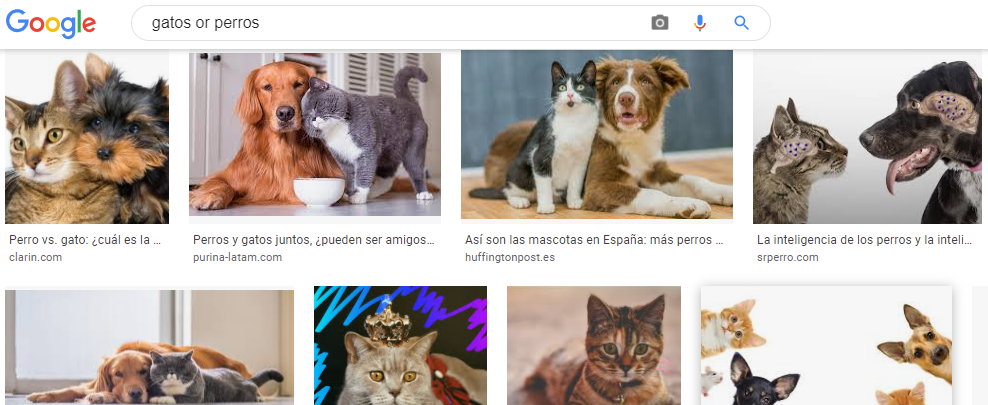 Google
gatos or perros
Perro vs. gato: ¿cuál es la ...
clarin.com
Perros y gatos juntos, ¿pueden ser amigos...
purina-latam.com
Así son las mascotas en España: más perros ...
huffingtonpost.es
La inteligencia de los perros y la inteli...
srperro.com